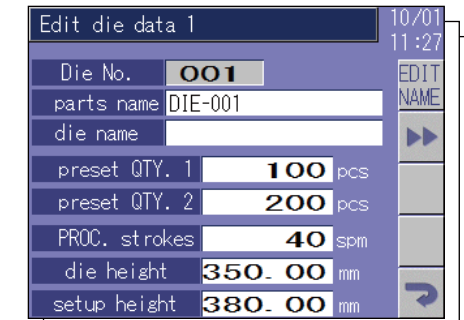 Edit die data 1
10/01
11:27
Die No. 001
EDIT
NAME
parts name DIE-001
die name
preset QTY. 1 100 pcs
preset QTY. 2 200 pcs
PROC. strokes 40 spm
die height 350.00 mm
setup height 380.00 mm